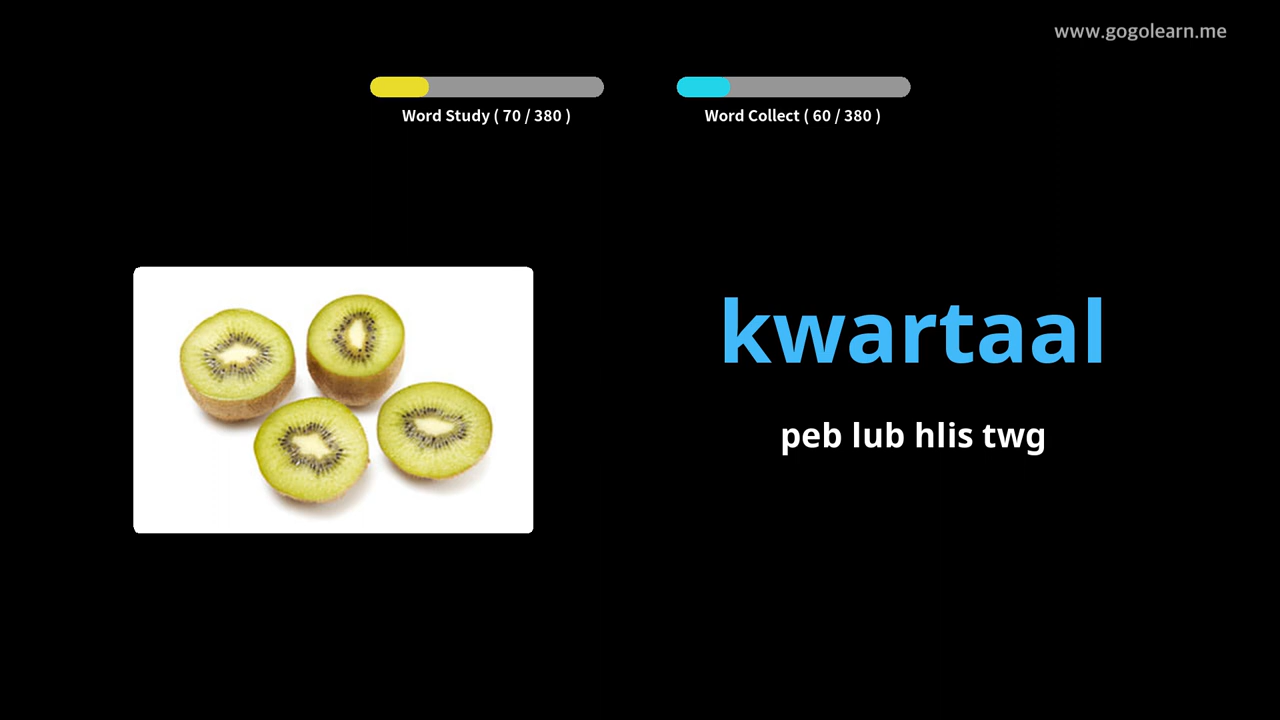 www.gogolearn.me
Word Study ( 70 / 380 )
Word Collect ( 60 / 380 )
kwartaal
peb lub hlis twg